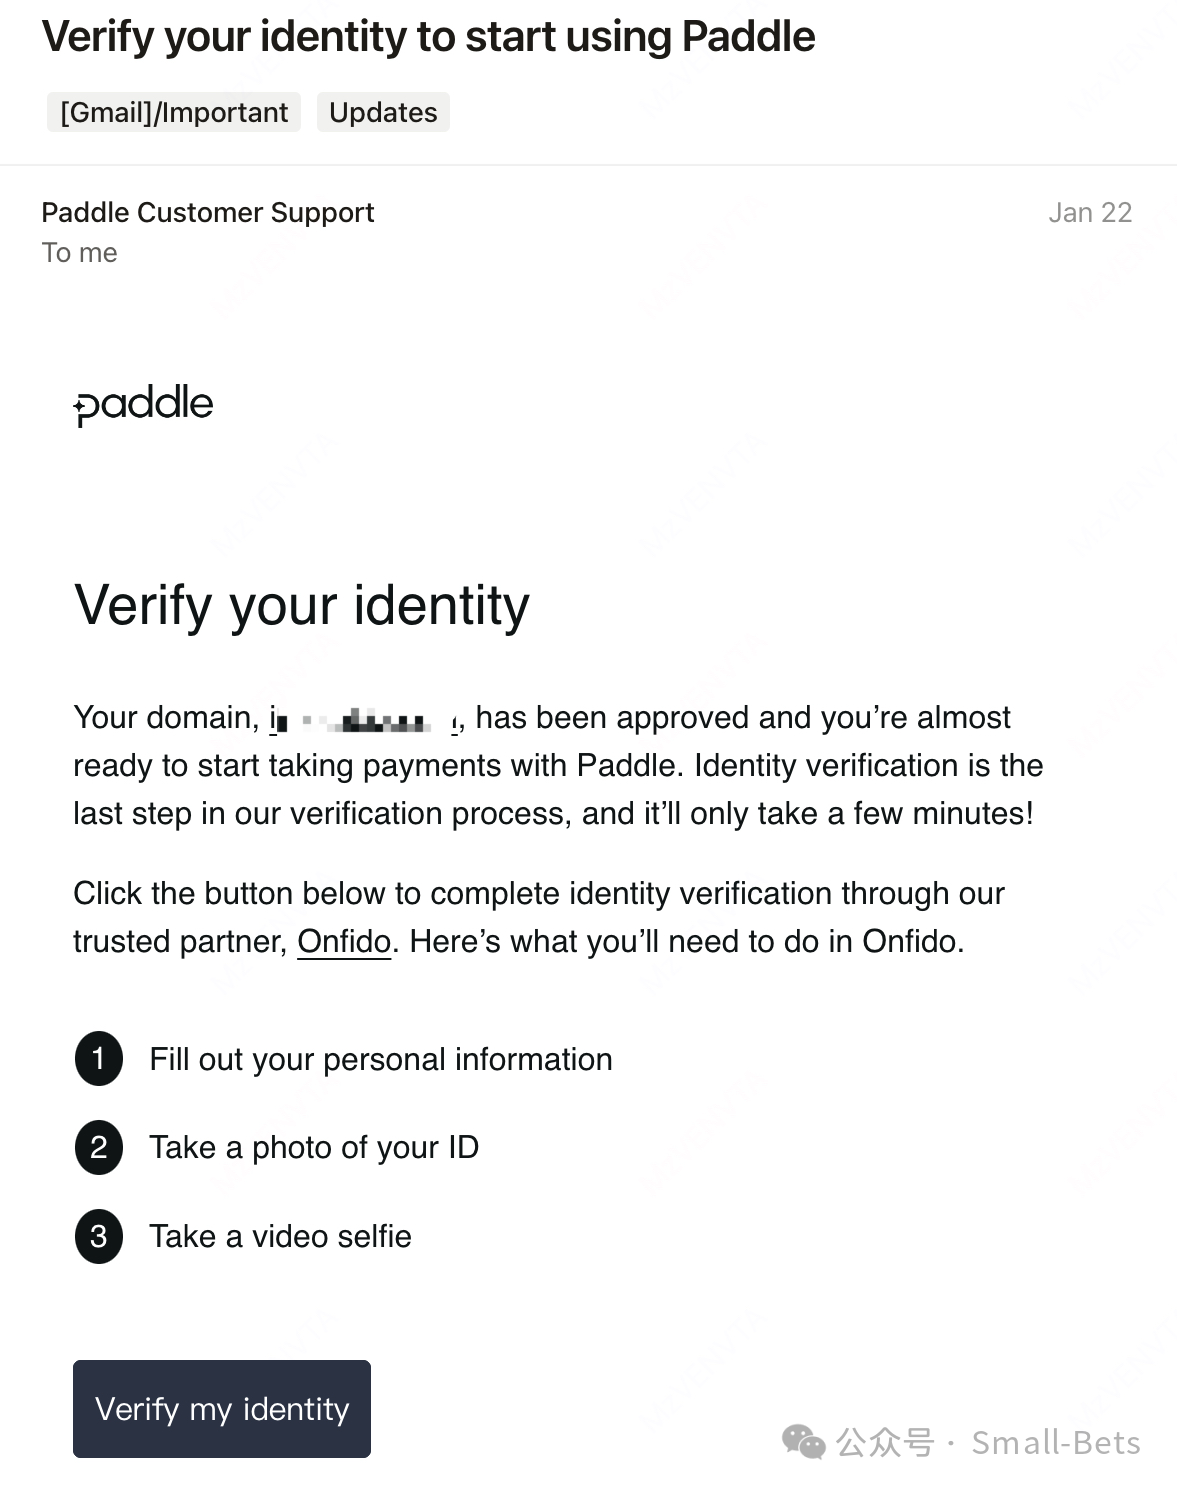 Verify your identity to start using Paddle
[Gmail]/Important Updates
Paddle Customer Support Jan 22
To me
paddle
Verify your identity
Your domain, , has been approved and you’re almost
ready to start taking payments with Paddle. Identity verification is the
last step in our verification process, and it’ll only take a few minutes!
Click the button below to complete identity verification through our
trusted partner, Onfido. Here’s what you’ll need to do in Onfido.
1 Fill out your personal information
2 Take a photo of your ID
3 Take a video selfie
Verify my identity
公众号 · Small-Bets